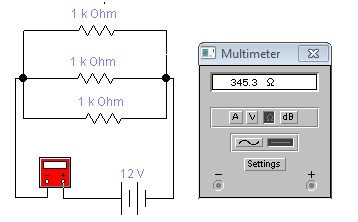 1 k Ohm
1 k Ohm
1 k Ohm
12 V
Multimeter
345.3 Ω
A V Ω dB
Settings
− +